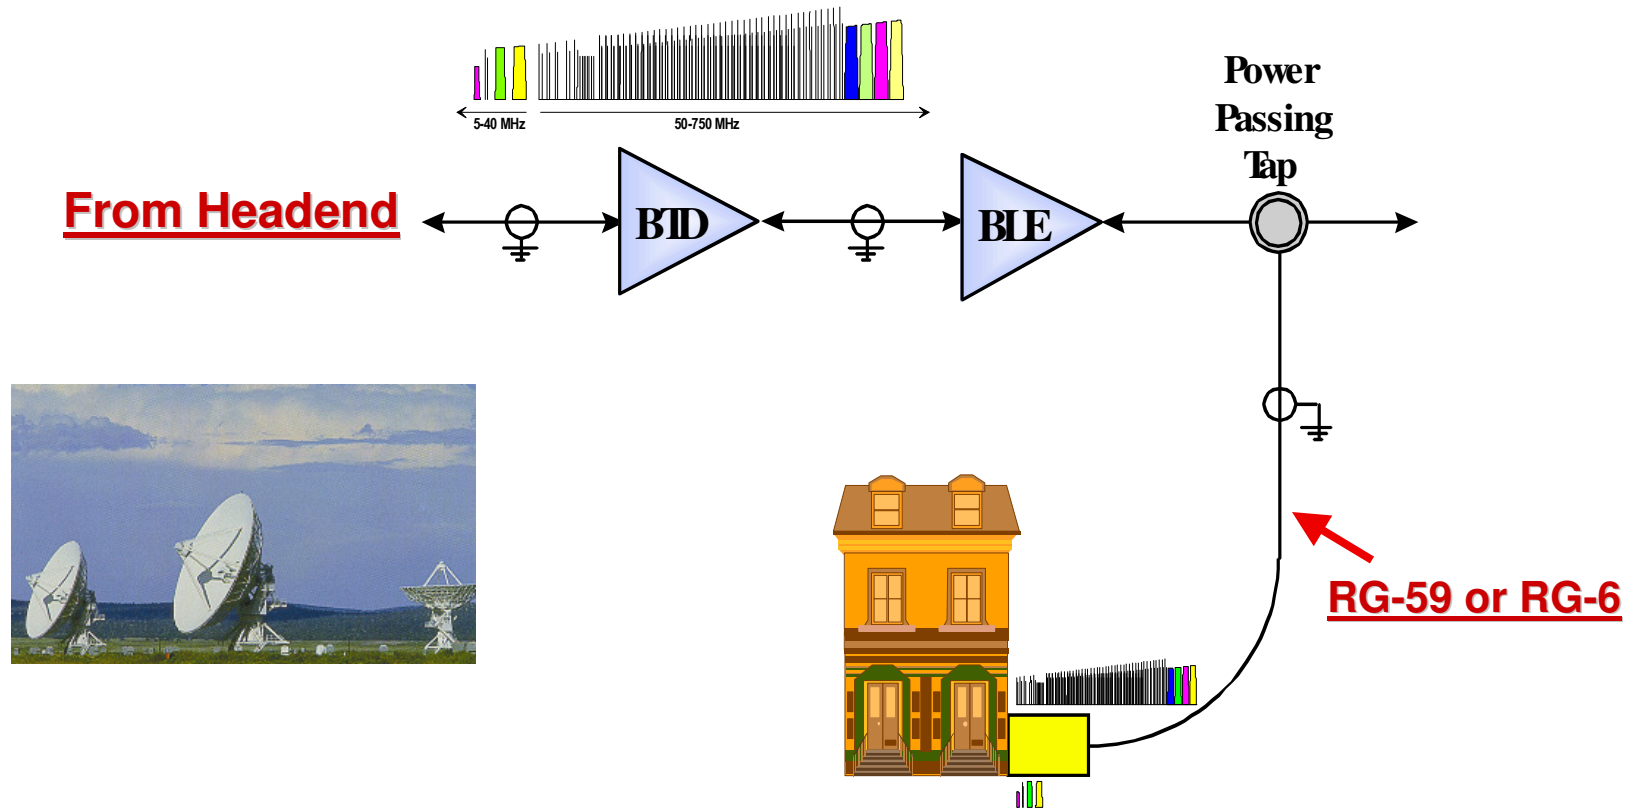 5-40 MHz
50-750 MHz
Power
Passing
Tap
From Headend
BTD
BLE
RG-59 or RG-6